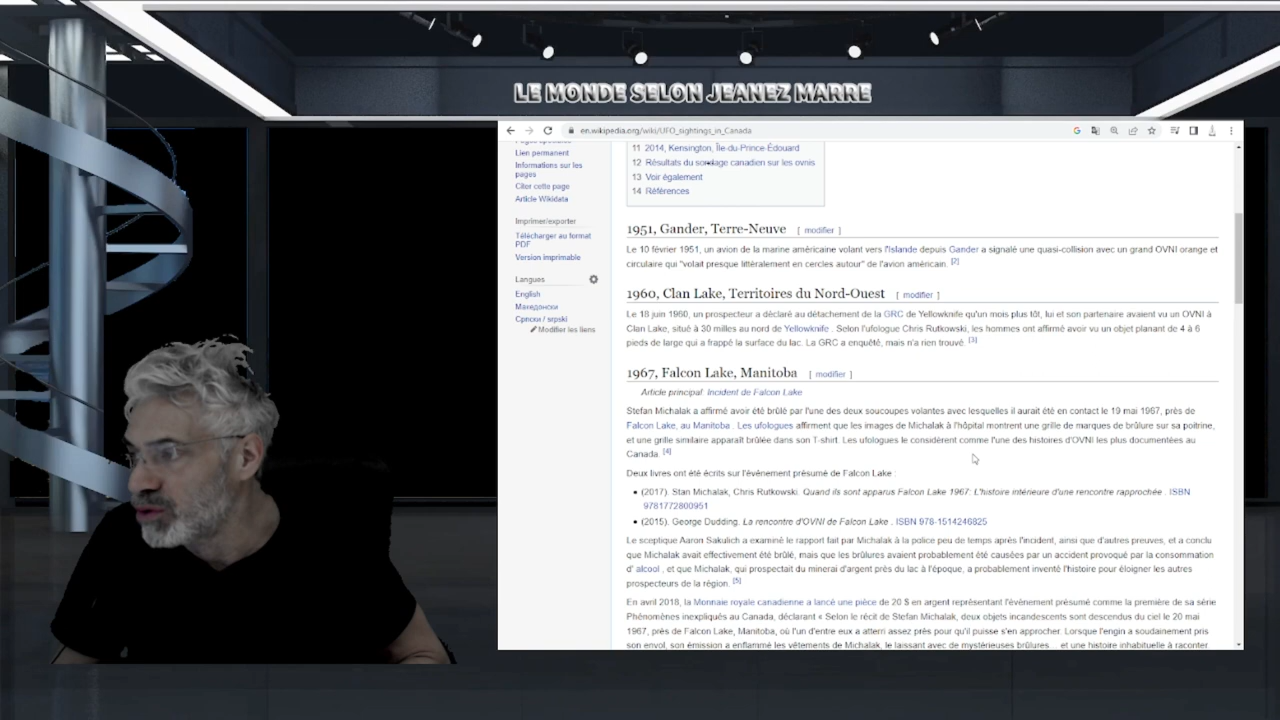 LE MONDE SELON JEANEZ MARRE
en.wikipedia.org/wiki/UFO_sightings_in_Canada
Lien permanent
Informations sur les
pages
Citer cette page
Article Wikidata
Imprimer/exporter
Télécharger au format
PDF
Version imprimable
Langues
English
Македонски
Српски / srpski
Modifier les liens
11 2014, Kensington, Île-du-Prince-Édouard
12 Résultats du sondage canadien sur les ovnis
13 Voir également
14 Références
1951, Gander, Terre-Neuve [ modifier ]
Le 10 février 1951, un avion de la marine américaine volant vers l'Islande depuis Gander a signalé une quasi-collision avec un grand OVNI orange et
circulaire qui "volait presque littéralement en cercles autour" de l'avion américain. [2]
1960, Clan Lake, Territoires du Nord-Ouest [ modifier ]
Le 18 juin 1960, un prospecteur a déclaré au détachement de la GRC de Yellowknife qu'un mois plus tôt, lui et son partenaire avaient vu un OVNI à
Clan Lake, situé à 30 milles au nord de Yellowknife . Selon l'ufologue Chris Rutkowski, les hommes ont affirmé avoir vu un objet planant de 4 à 6
pieds de large qui a frappé la surface du lac. La GRC a enquêté, mais n'a rien trouvé. [3]
1967, Falcon Lake, Manitoba [ modifier ]
Article principal: Incident de Falcon Lake
Stefan Michalak a affirmé avoir été brûlé par l'une des deux soucoupes volantes avec lesquelles il aurait été en contact le 19 mai 1967, près de
Falcon Lake, au Manitoba . Les ufologues affirment que les images de Michalak à l'hôpital montrent une grille de marques de brûlure sur sa poitrine,
et une grille similaire apparaît brûlée dans son T-shirt. Les ufologues le considèrent comme l'une des histoires d'OVNI les plus documentées au
Canada. [4]
Deux livres ont été écrits sur l'événement présumé de Falcon Lake :
(2017). Stan Michalak, Chris Rutkowski. Quand ils sont apparus Falcon Lake 1967: L'histoire intérieure d'une rencontre rapprochée . ISBN
9781772800951
(2015). George Dudding. La rencontre d'OVNI de Falcon Lake . ISBN 978-1514246825
Le sceptique Aaron Sakulich a examiné le rapport fait par Michalak à la police peu de temps après l'incident, ainsi que d'autres preuves, et a conclu
que Michalak avait effectivement été brûlé, mais que les brûlures avaient probablement été causées par un accident provoqué par la consommation
d' alcool , et que Michalak, qui prospectait du minerai d'argent près du lac à l'époque, a probablement inventé l'histoire pour éloigner les autres
prospecteurs de la région. [5]
En avril 2018, la Monnaie royale canadienne a lancé une pièce de 20 $ en argent représentant l'événement présumé comme la première de sa série
Phénomènes inexpliqués au Canada, déclarant « Selon le récit de Stefan Michalak, deux objets incandescents sont descendus du ciel le 20 mai
1967, près de Falcon Lake, Manitoba, où l'un d'entre eux a atterri assez près pour qu'il puisse s'en approcher. Lorsque l'engin a soudainement pris
son envol, son émission a enflammé les vêtements de Michalak, le laissant avec de mystérieuses brûlures et une histoire inhabituelle à raconter